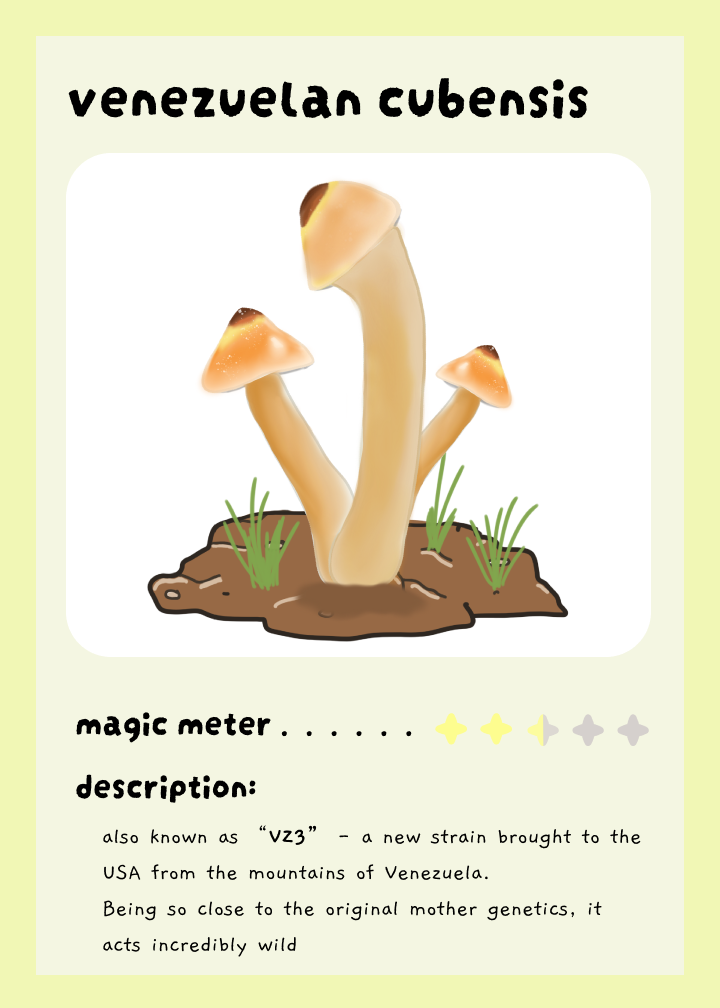 venezuelan cubensis
magic meter . . . . . .
description:
also known as “VZ3” - a new strain brought to the
USA from the mountains of Venezuela.
Being so close to the original mother genetics, it
acts incredibly wild